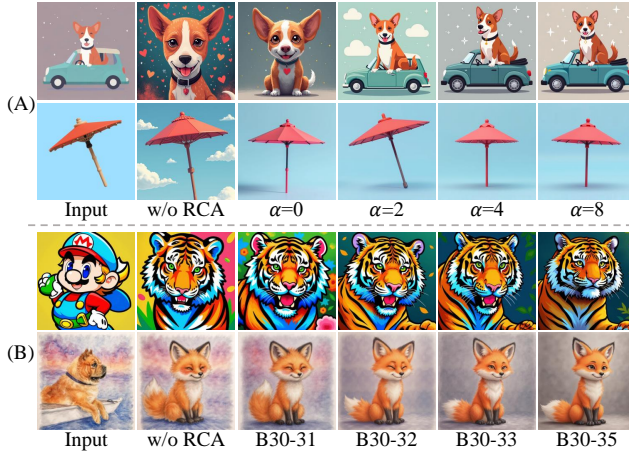 (A)
Input w/o RCA α=0 α=2 α=4 α=8
M
(B)
Input w/o RCA B30-31 B30-32 B30-33 B30-35